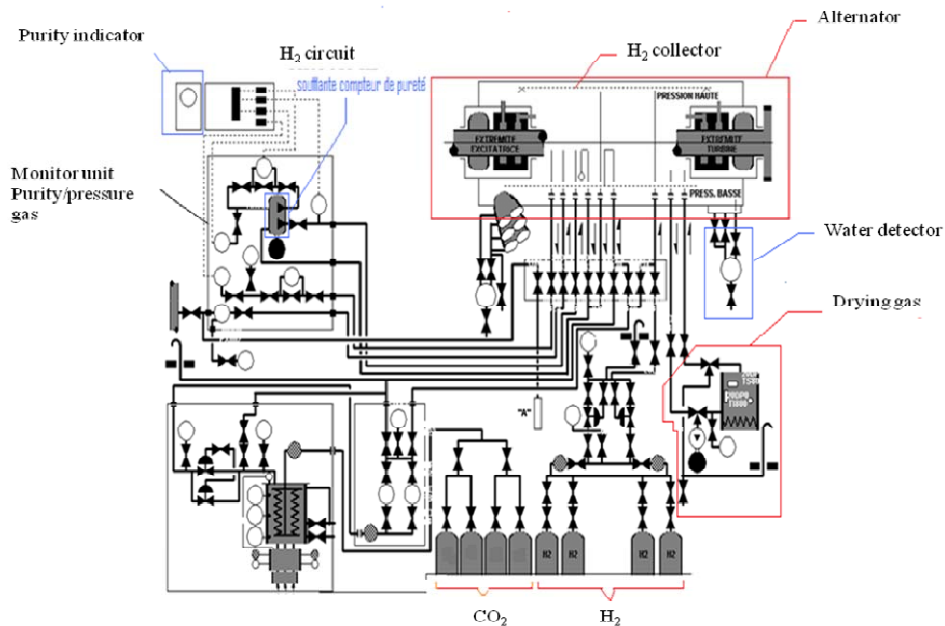 Alternator
Purity indicator
H₂ circuit
H₂ collector
soufflante compteur de pureté
PRESSION HAUTE
EXTREMITE
EXCITATRICE
EXTREMITE
TURBINE
Monitor unit
Purity/pressure
gas
PRESS. BASSE
Water detector
Drying gas
"A"
H2
H2
H2
H2
CO₂
H₂